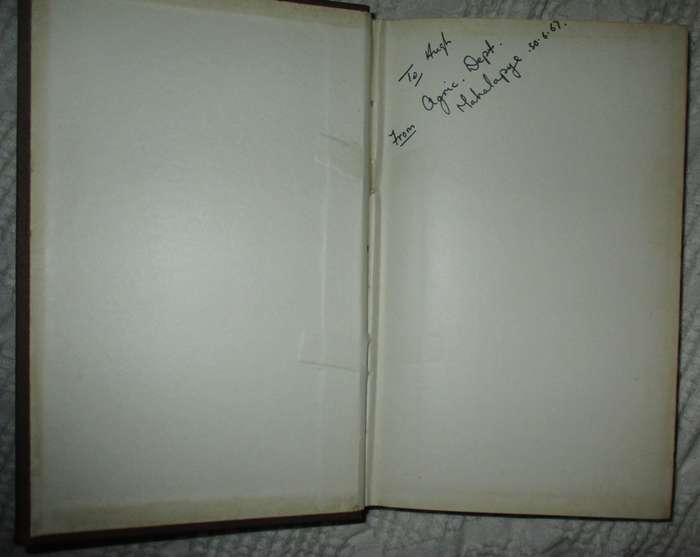 To Hugh
From Agric. Dept.
Mahalapye. 30.6.67.